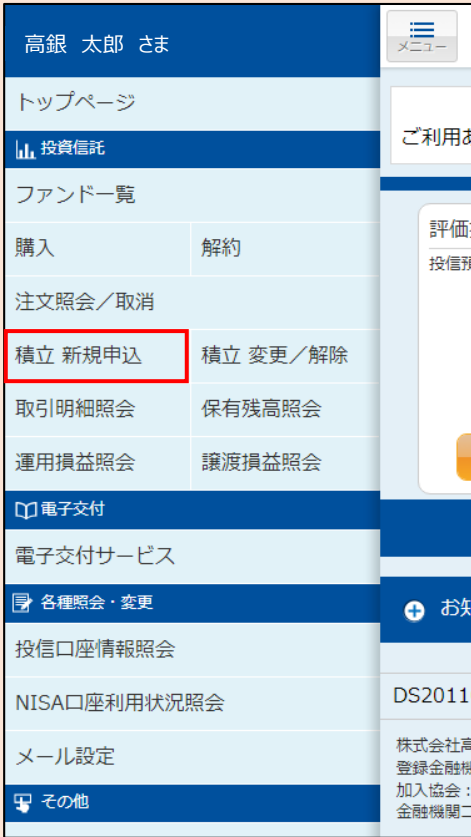 高銀 太郎 さま
トップページ
投資信託
ファンド一覧
購入
解約
注文照会／取消
積立 新規申込
積立 変更／解除
取引明細照会
保有残高照会
運用損益照会
譲渡損益照会
電子交付
電子交付サービス
各種照会・変更
投信口座情報照会
NISA口座利用状況照会
メール設定
その他
メニュー
ご利用あ
評価
投信
お知
DS2011
株式会社高
登録金融機
加入協会：
金融機関コ